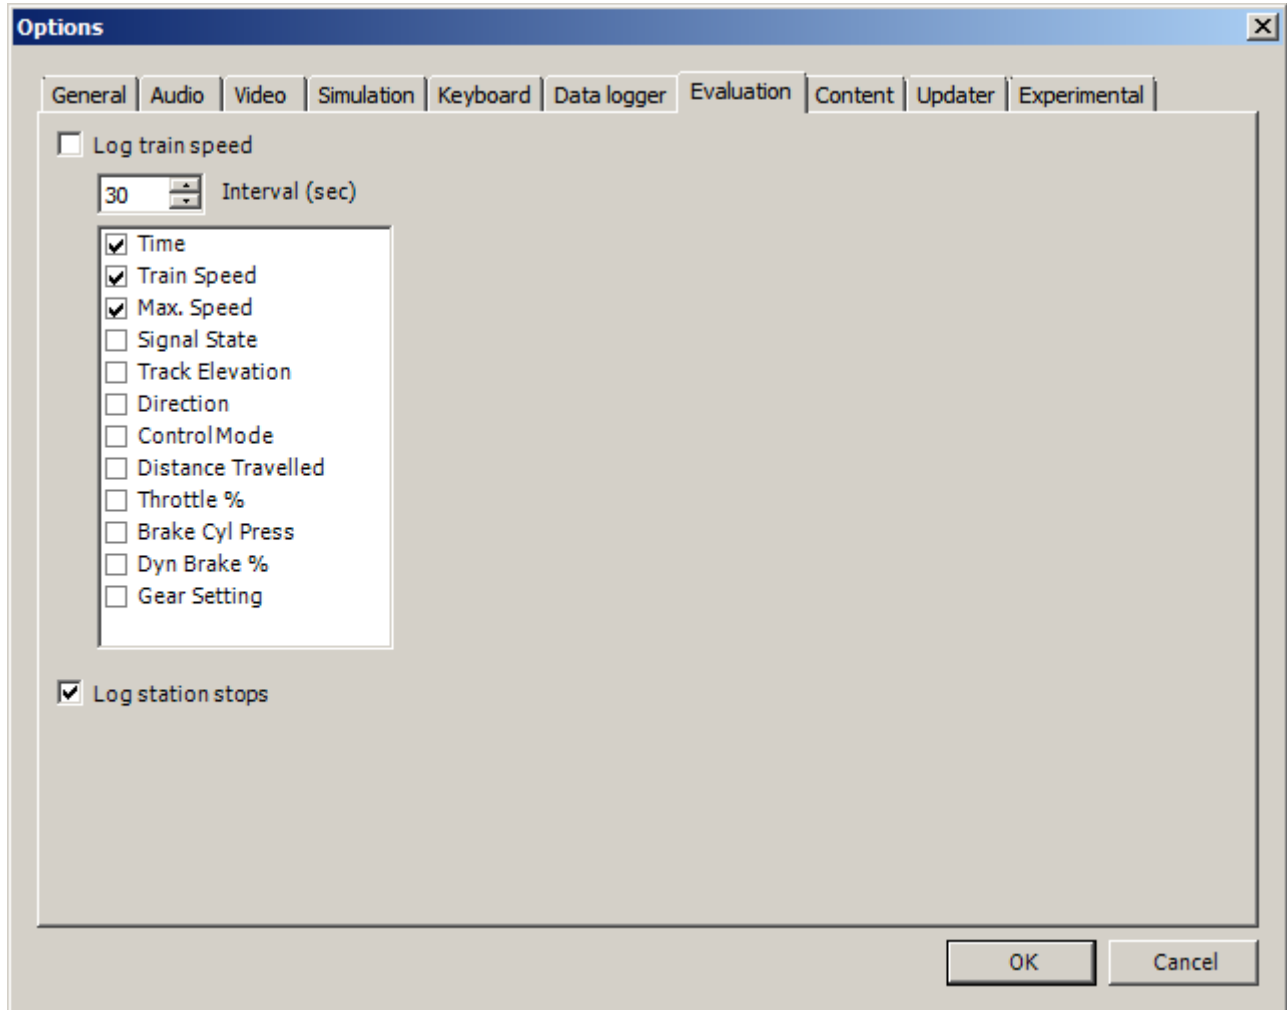 Options
General Audio Video Simulation Keyboard Data logger Evaluation Content Updater Experimental
Log train speed
30 Interval (sec)
Time
Train Speed
Max. Speed
Signal State
Track Elevation
Direction
ControlMode
Distance Travelled
Throttle %
Brake Cyl Press
Dyn Brake %
Gear Setting
Log station stops
OK Cancel